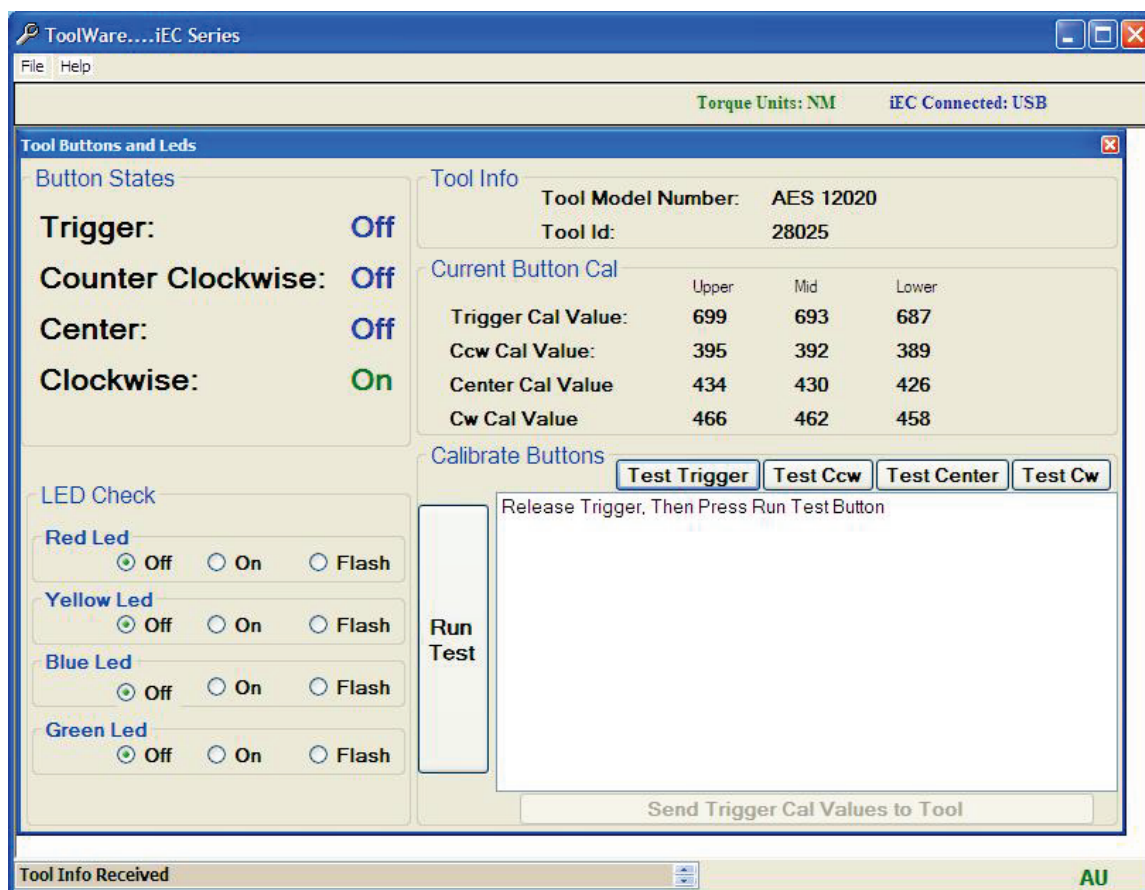 ToolWare....iEC Series
File Help
Torque Units: NM iEC Connected: USB
Tool Buttons and Leds
Button States
Trigger: Off
Counter Clockwise: Off
Center: Off
Clockwise: On
Tool Info
Tool Model Number: AES 12020
Tool Id: 28025
Current Button Cal
Upper Mid Lower
Trigger Cal Value: 699 693 687
Ccw Cal Value: 395 392 389
Center Cal Value 434 430 426
Cw Cal Value 466 462 458
LED Check
Red Led
Off On Flash
Yellow Led
Off On Flash
Blue Led
Off On Flash
Green Led
Off On Flash
Calibrate Buttons
Test Trigger Test Ccw Test Center Test Cw
Release Trigger, Then Press Run Test Button
Run
Test
Send Trigger Cal Values to Tool
Tool Info Received
AU